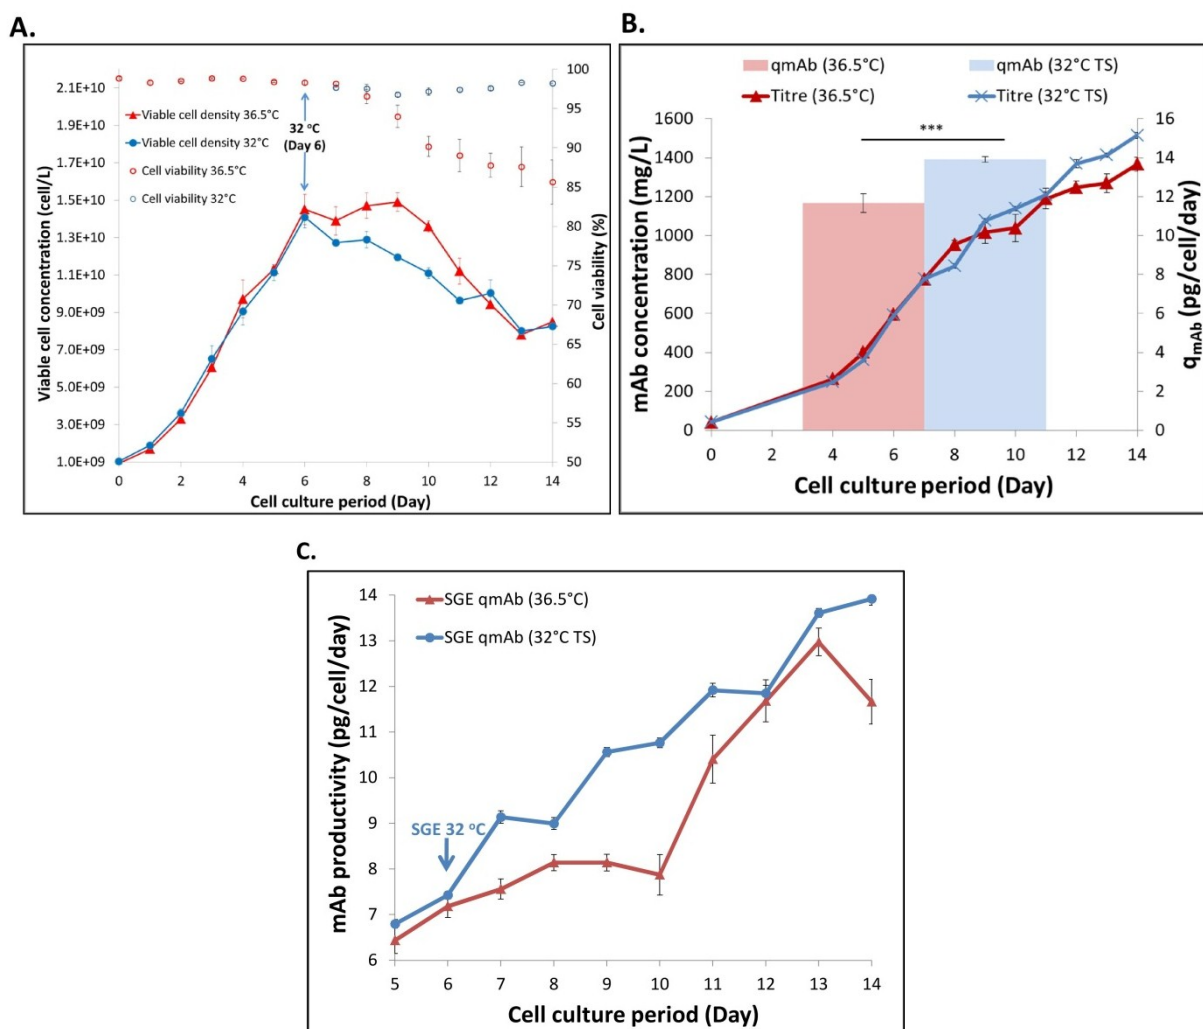 A.
2.1E+10
1.9E+10
1.7E+10
1.5E+10
1.3E+10
1.1E+10
9.0E+09
7.0E+09
5.0E+09
3.0E+09
1.0E+09
Viable cell concentration (cell/L)
Viable cell density 36.5°C
Viable cell density 32°C
Cell viability 36.5°C
Cell viability 32°C
32 °C
(Day 6)
100
95
90
85
80
75
70
65
60
55
50
Cell viability (%)
0 2 4 6 8 10 12 14
Cell culture period (Day)
B.
qmAb (36.5°C)
qmAb (32°C TS)
Titre (36.5°C)
Titre (32°C TS)
***
1600
1400
1200
1000
800
600
400
200
0
mAb concentration (mg/L)
16
14
12
10
8
6
4
2
0
qmAb (pg/cell/day)
0 2 4 6 8 10 12 14
Cell culture period (Day)
C.
SGE qmAb (36.5°C)
SGE qmAb (32°C TS)
14
13
12
11
10
9
8
7
6
mAb productivity (pg/cell/day)
SGE 32 °C
5 6 7 8 9 10 11 12 13 14
Cell culture period (Day)